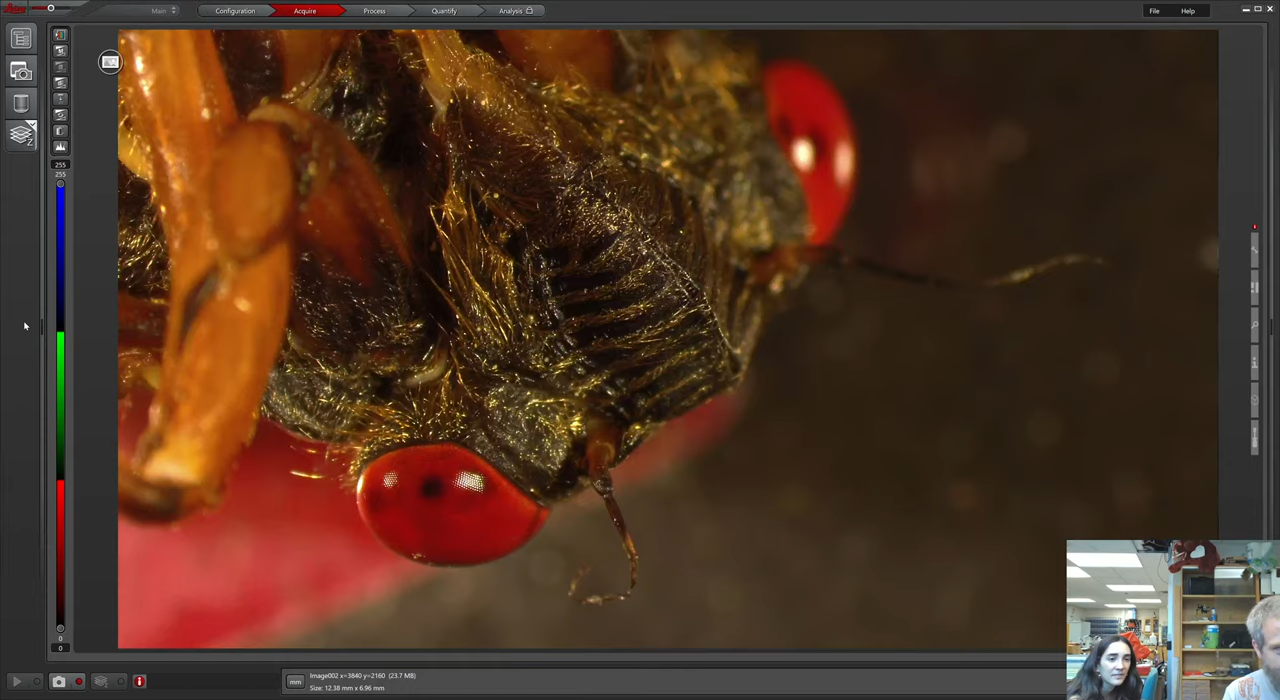 Main
Configuration
Acquire
Process
Quantify
Analysis
File
Help
255
255
Z
0
0
mm
Image002 x=3840 y=2160 (23.7 MB)
Size: 12.38 mm x 6.96 mm